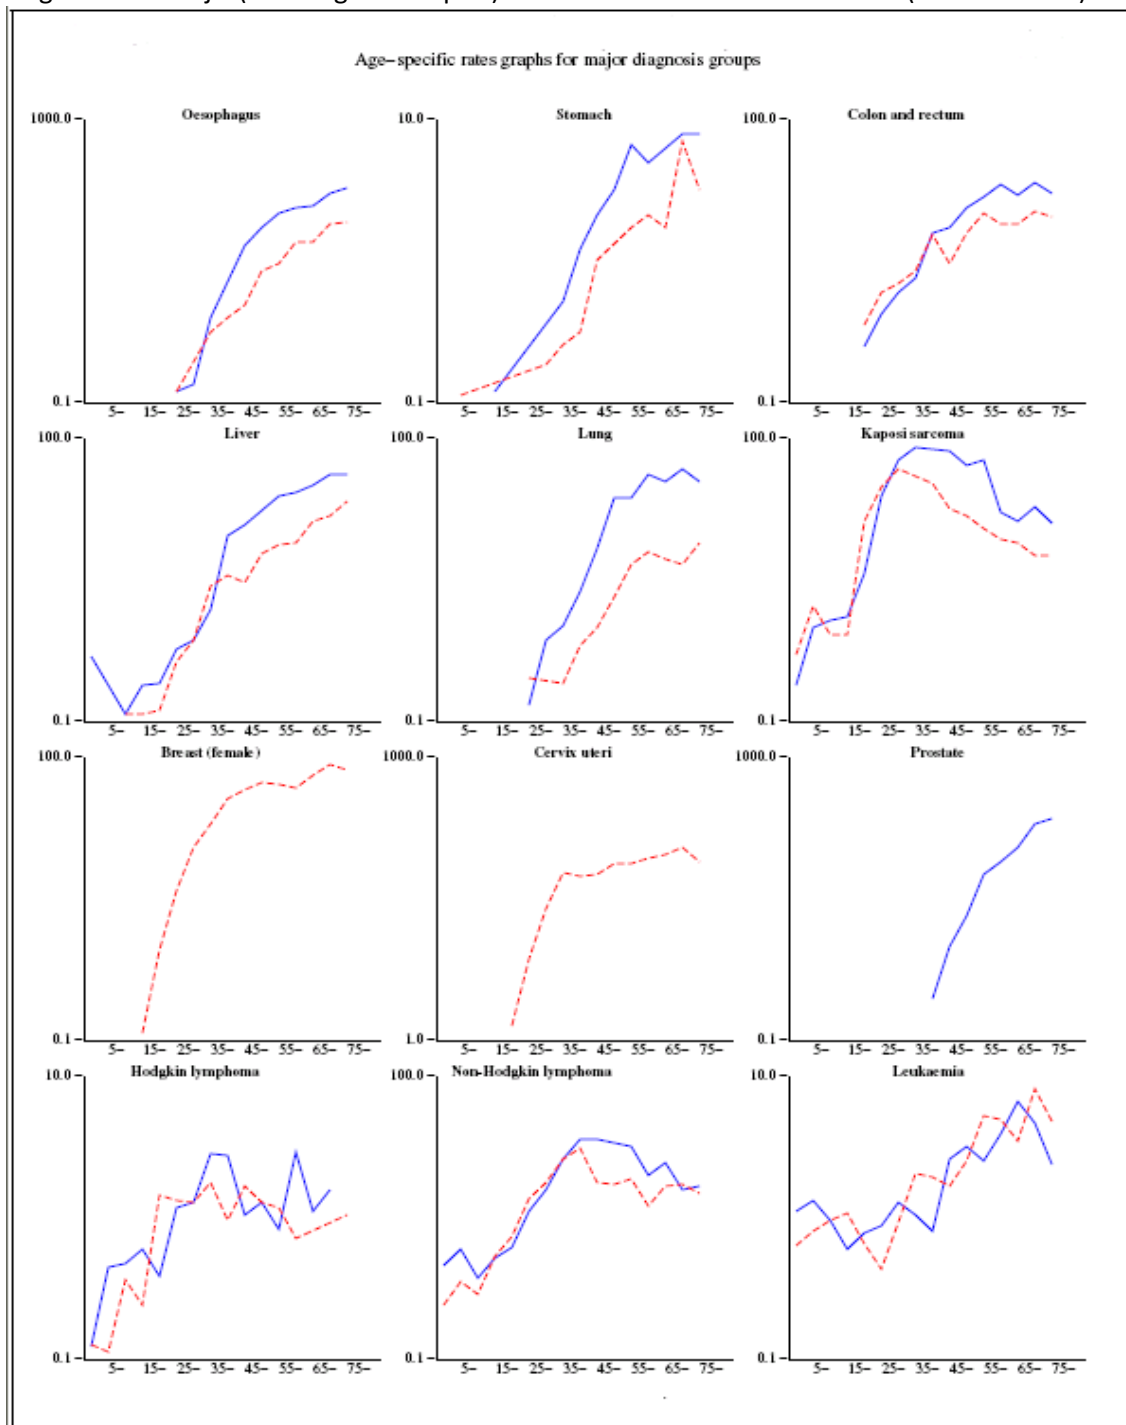 Age–specific rates graphs for major diagnosis groups
Oesophagus Stomach Colon and rectum
1000.0 10.0 100.0
0.1 0.1 0.1
5– 15– 25– 35– 45– 55– 65– 75– 5– 15– 25– 35– 45– 55– 65– 75– 5– 15– 25– 35– 45– 55– 65– 75–
Liver Lung Kaposi sarcoma
100.0 100.0 100.0
0.1 0.1 0.1
5– 15– 25– 35– 45– 55– 65– 75– 5– 15– 25– 35– 45– 55– 65– 75– 5– 15– 25– 35– 45– 55– 65– 75–
Breast (female) Cervix uteri Prostate
100.0 1000.0 1000.0
0.1 1.0 0.1
5– 15– 25– 35– 45– 55– 65– 75– 5– 15– 25– 35– 45– 55– 65– 75– 5– 15– 25– 35– 45– 55– 65– 75–
Hodgkin lymphoma Non-Hodgkin lymphoma Leukaemia
10.0 100.0 10.0
0.1 0.1 0.1
5– 15– 25– 35– 45– 55– 65– 75– 5– 15– 25– 35– 45– 55– 65– 75– 5– 15– 25– 35– 45– 55– 65– 75–